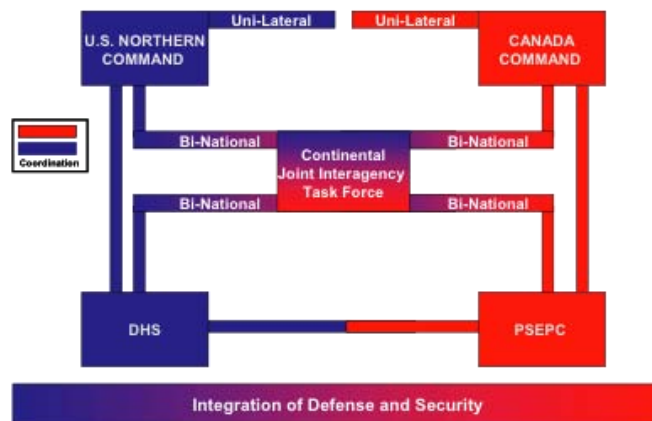 Uni-Lateral
Uni-Lateral
U.S. NORTHERN
COMMAND
CANADA
COMMAND
Coordination
Bi-National
Bi-National
Continental
Joint Interagency
Task Force
Bi-National
Bi-National
DHS
PSEPC
Integration of Defense and Security